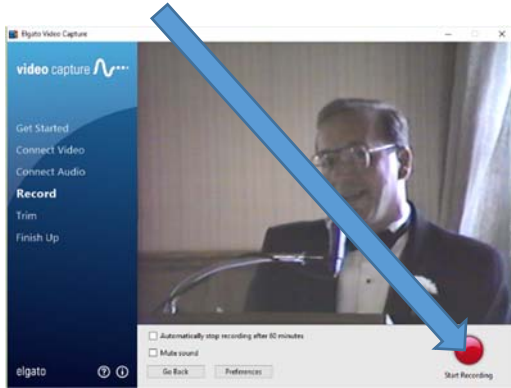 Elgato Video Capture
video capture
Get Started
Connect Video
Connect Audio
Record
Trim
Finish Up
Automatically stop recording after 60 minutes
Mute sound
Go Back
Preferences
Start Recording
elgato